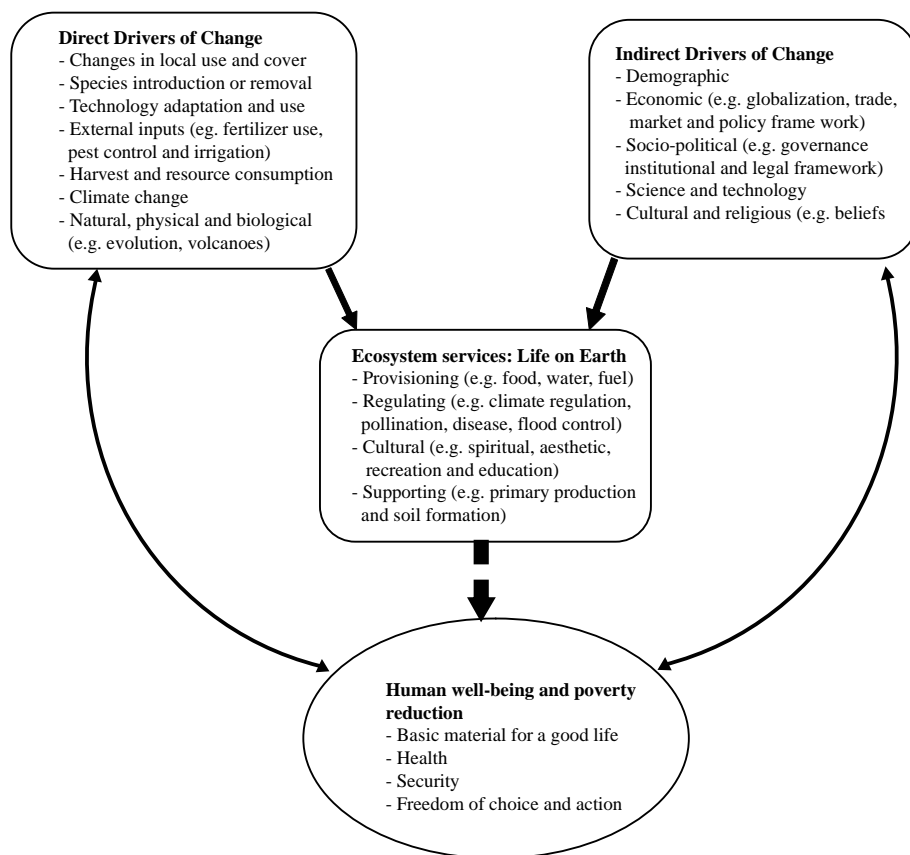 Direct Drivers of Change
- Changes in local use and cover
- Species introduction or removal
- Technology adaptation and use
- External inputs (eg. fertilizer use,
pest control and irrigation)
- Harvest and resource consumption
- Climate change
- Natural, physical and biological
(e.g. evolution, volcanoes)
Indirect Drivers of Change
- Demographic
- Economic (e.g. globalization, trade,
market and policy frame work)
- Socio-political (e.g. governance
institutional and legal framework)
- Science and technology
- Cultural and religious (e.g. beliefs
Ecosystem services: Life on Earth
- Provisioning (e.g. food, water, fuel)
- Regulating (e.g. climate regulation,
pollination, disease, flood control)
- Cultural (e.g. spiritual, aesthetic,
recreation and education)
- Supporting (e.g. primary production
and soil formation)
Human well-being and poverty
reduction
- Basic material for a good life
- Health
- Security
- Freedom of choice and action